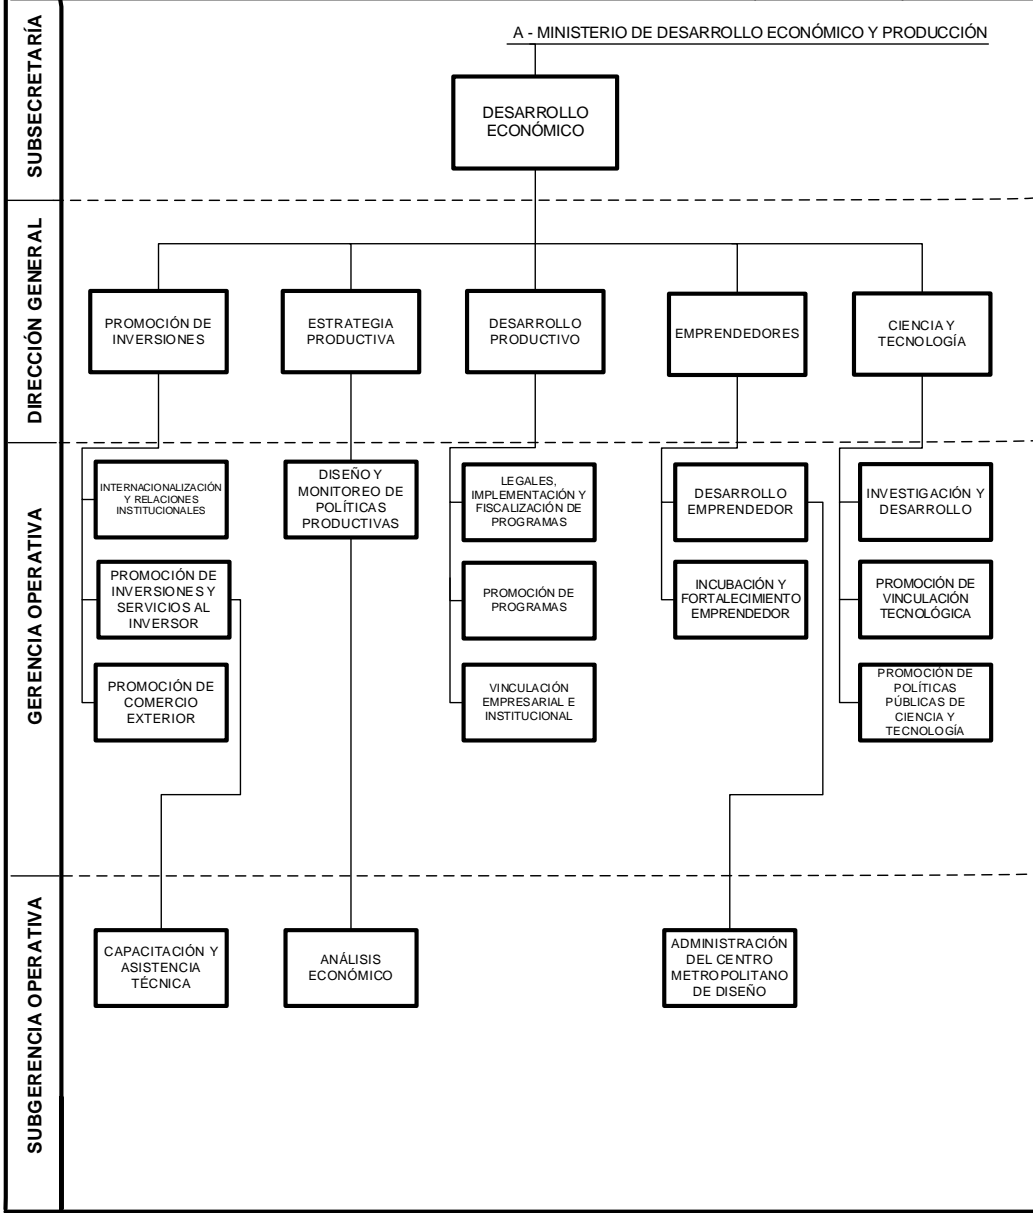 SUBSECRETARÍA
A - MINISTERIO DE DESARROLLO ECONÓMICO Y PRODUCCIÓN
DESARROLLO
ECONÓMICO
DIRECCIÓN GENERAL
PROMOCIÓN DE
INVERSIONES
ESTRATEGIA
PRODUCTIVA
DESARROLLO
PRODUCTIVO
EMPRENDEDORES
CIENCIA Y
TECNOLOGÍA
GERENCIA OPERATIVA
INTERNACIONALIZACIÓN
Y RELACIONES
INSTITUCIONALES
PROMOCIÓN DE
INVERSIONES Y
SERVICIOS AL
INVERSOR
PROMOCIÓN DE
COMERCIO
EXTERIOR
DISEÑO Y
MONITOREO DE
POLÍTICAS
PRODUCTIVAS
LEGALES,
IMPLEMENTACIÓN Y
FISCALIZACIÓN DE
PROGRAMAS
PROMOCIÓN DE
PROGRAMAS
VINCULACIÓN
EMPRESARIAL E
INSTITUCIONAL
DESARROLLO
EMPRENDEDOR
INCUBACIÓN Y
FORTALECIMIENTO
EMPRENDEDOR
INVESTIGACIÓN Y
DESARROLLO
PROMOCIÓN DE
VINCULACIÓN
TECNOLÓGICA
PROMOCIÓN DE
POLÍTICAS
PÚBLICAS DE
CIENCIA Y
TECNOLOGÍA
SUBGERENCIA OPERATIVA
CAPACITACIÓN Y
ASISTENCIA
TÉCNICA
ANÁLISIS
ECONÓMICO
ADMINISTRACIÓN
DEL CENTRO
METROPOLITANO
DE DISEÑO